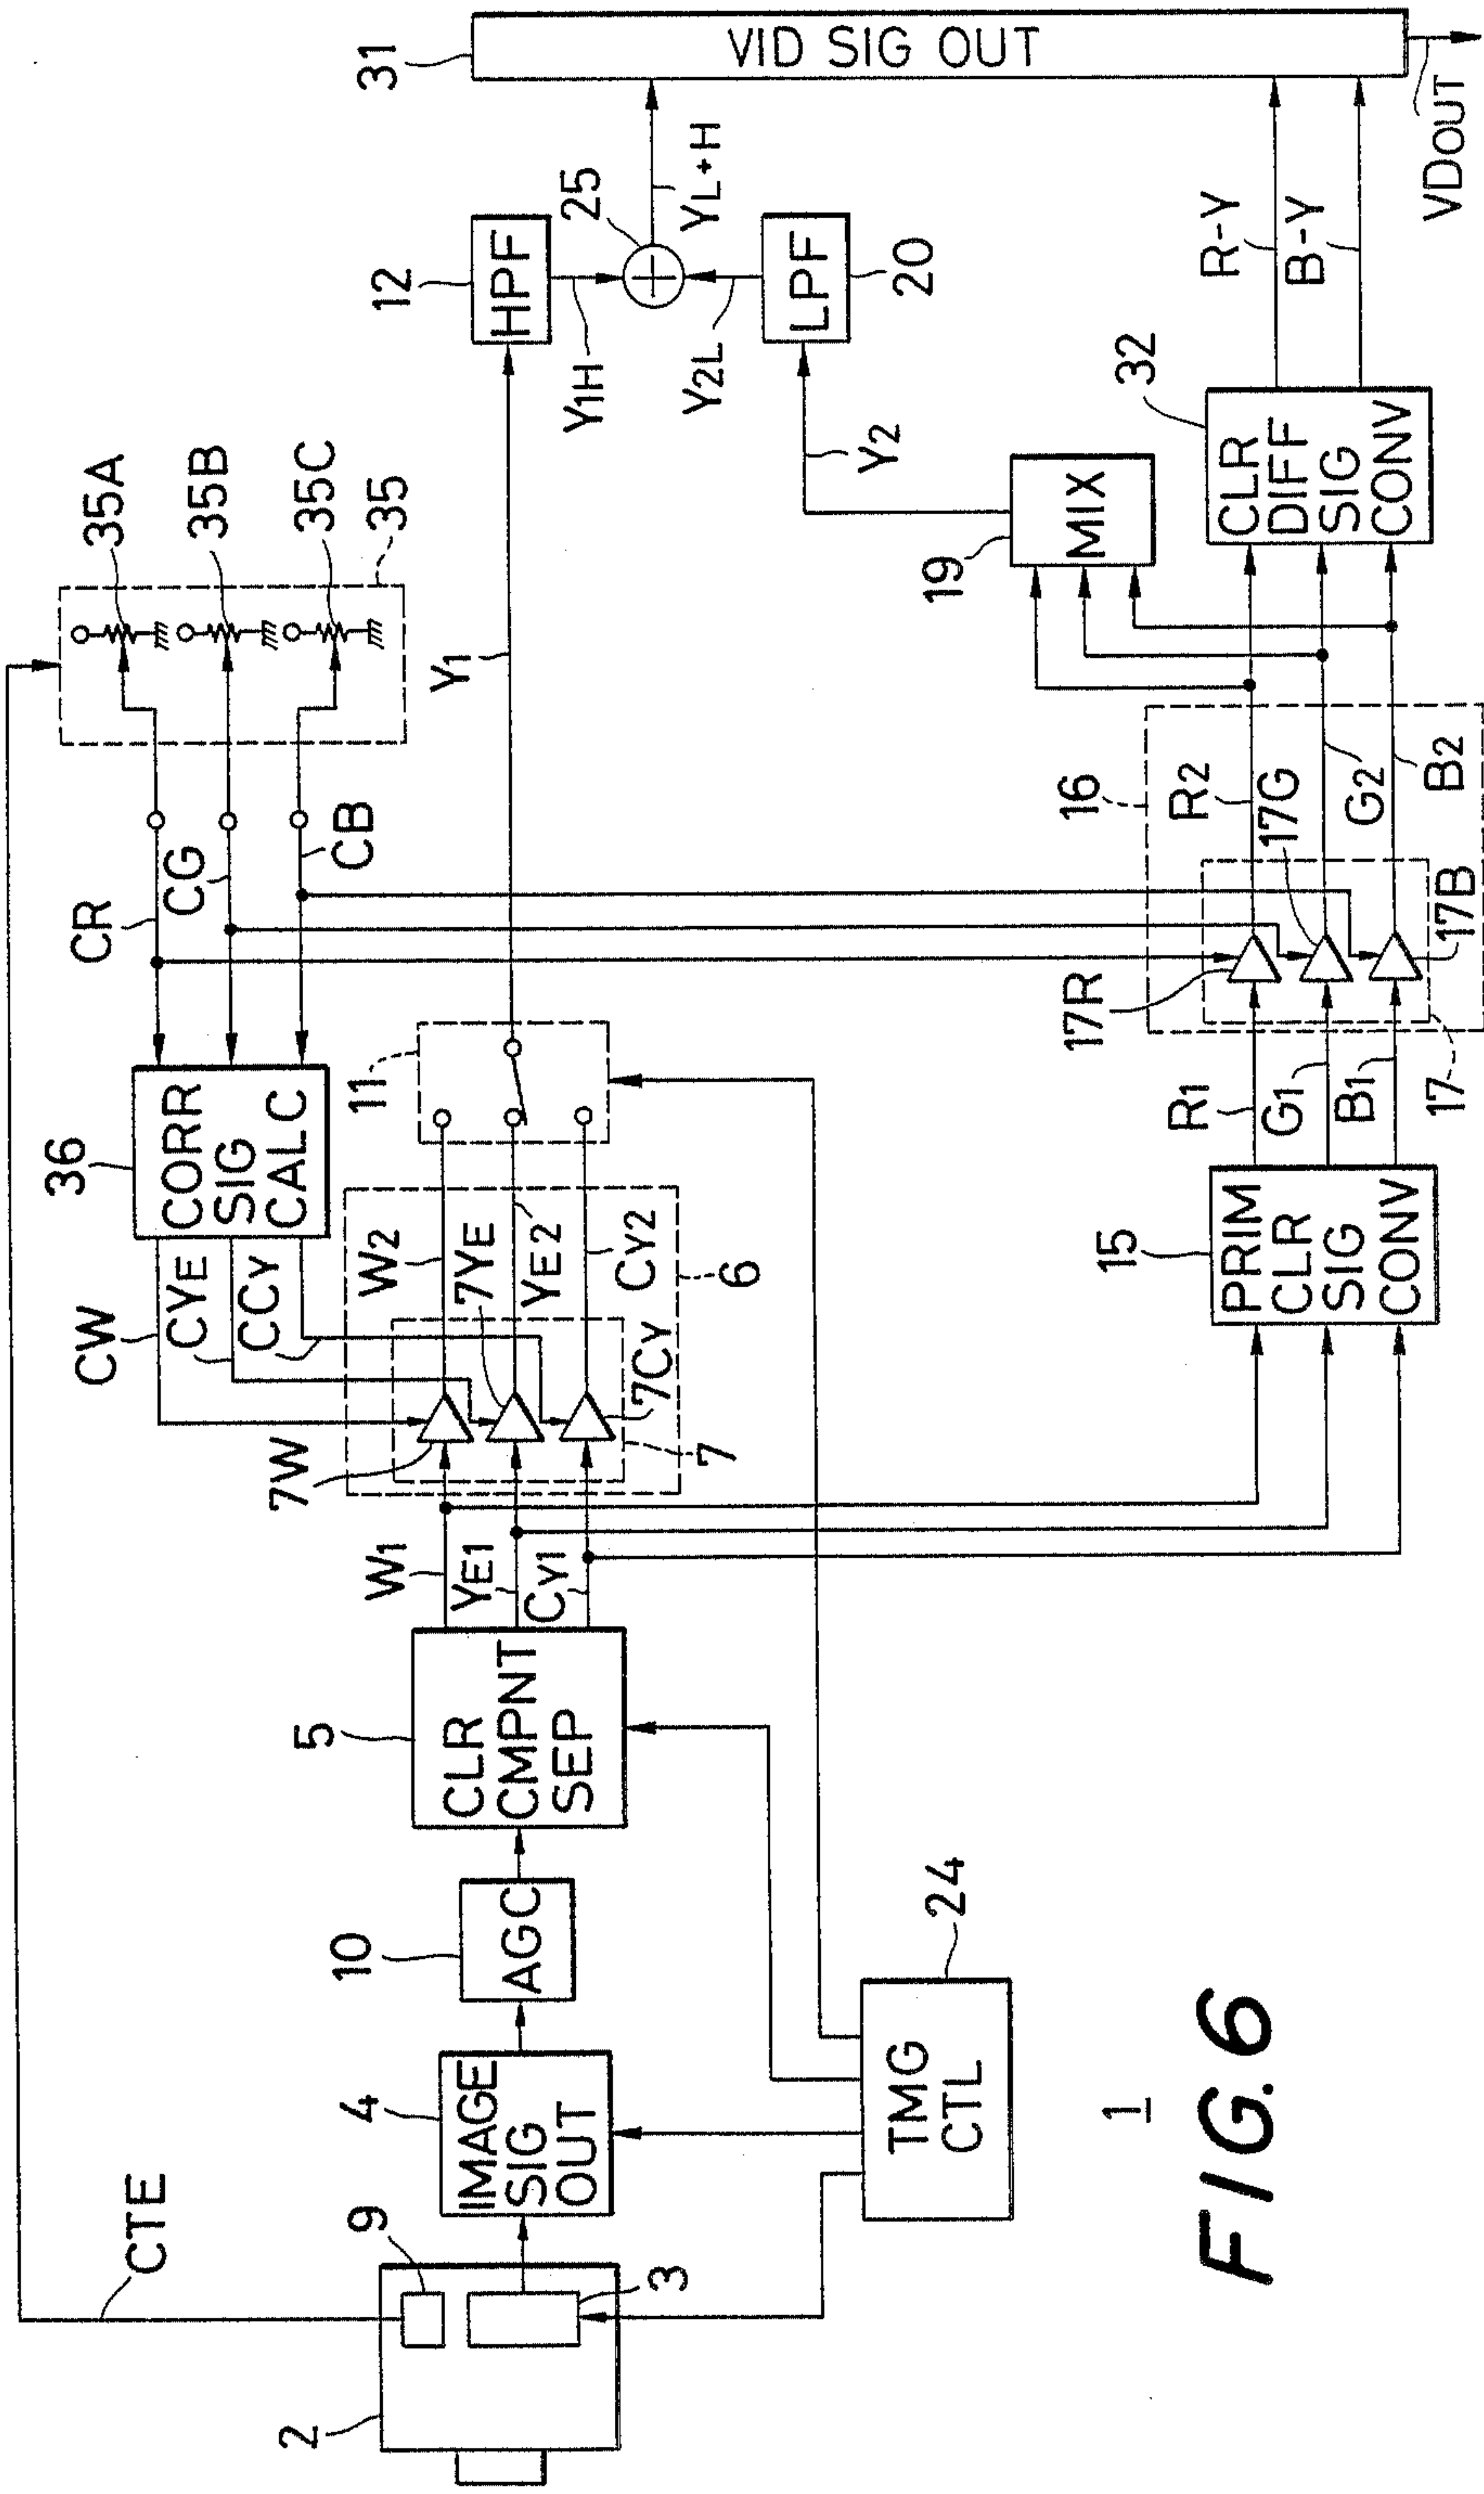 CTE
2
9
3
4
IMAGE
SIG
OUT
10
AGC
5
CLR
CMPNT
SEP
TMG
CTL
24
W1
YE1
CY1
7W
7YE
7CY
7
6
W2
YE2
CY2
CW
CYE
CCY
36
CORR
SIG
CALC
CR
CG
CB
35A
35B
35C
35
11
Y1
12
HPF
Y1H
25
YL+H
Y2L
LPF
20
Y2
19
MIX
15
PRIM
CLR
SIG
CONV
R1
G1
B1
17R
17G
17B
17
16
R2
G2
B2
32
CLR
DIFF
SIG
CONV
R-Y
B-Y
31
VID SIG OUT
VDOUT
1
FIG. 6